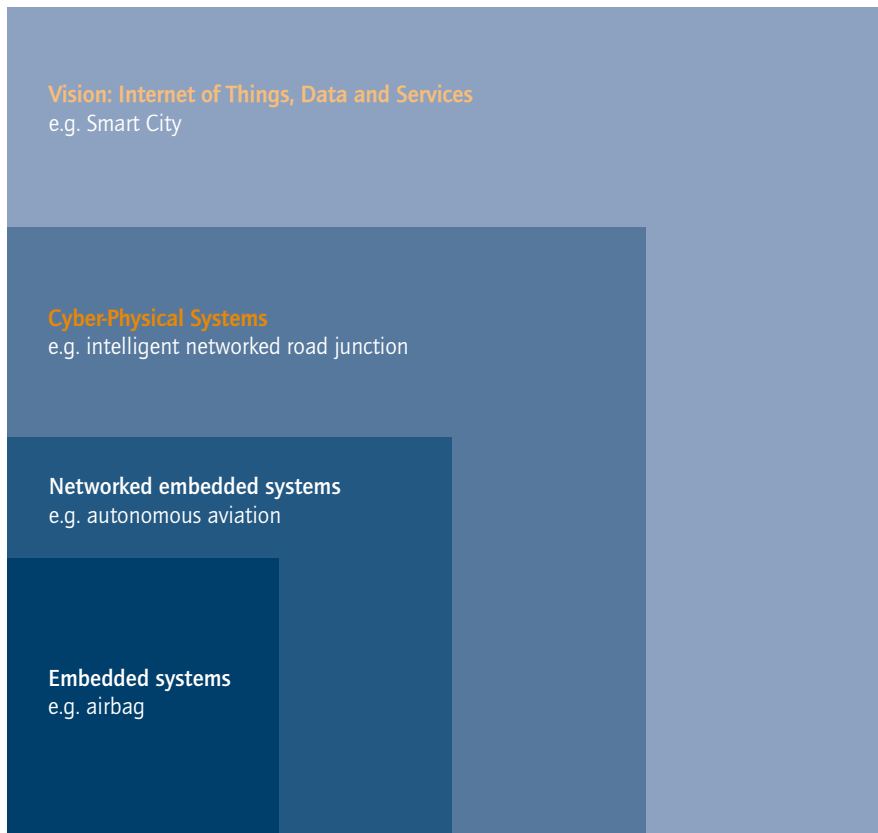 Vision: Internet of Things, Data and Services
e.g. Smart City
Cyber-Physical Systems
e.g. intelligent networked road junction
Networked embedded systems
e.g. autonomous aviation
Embedded systems
e.g. airbag